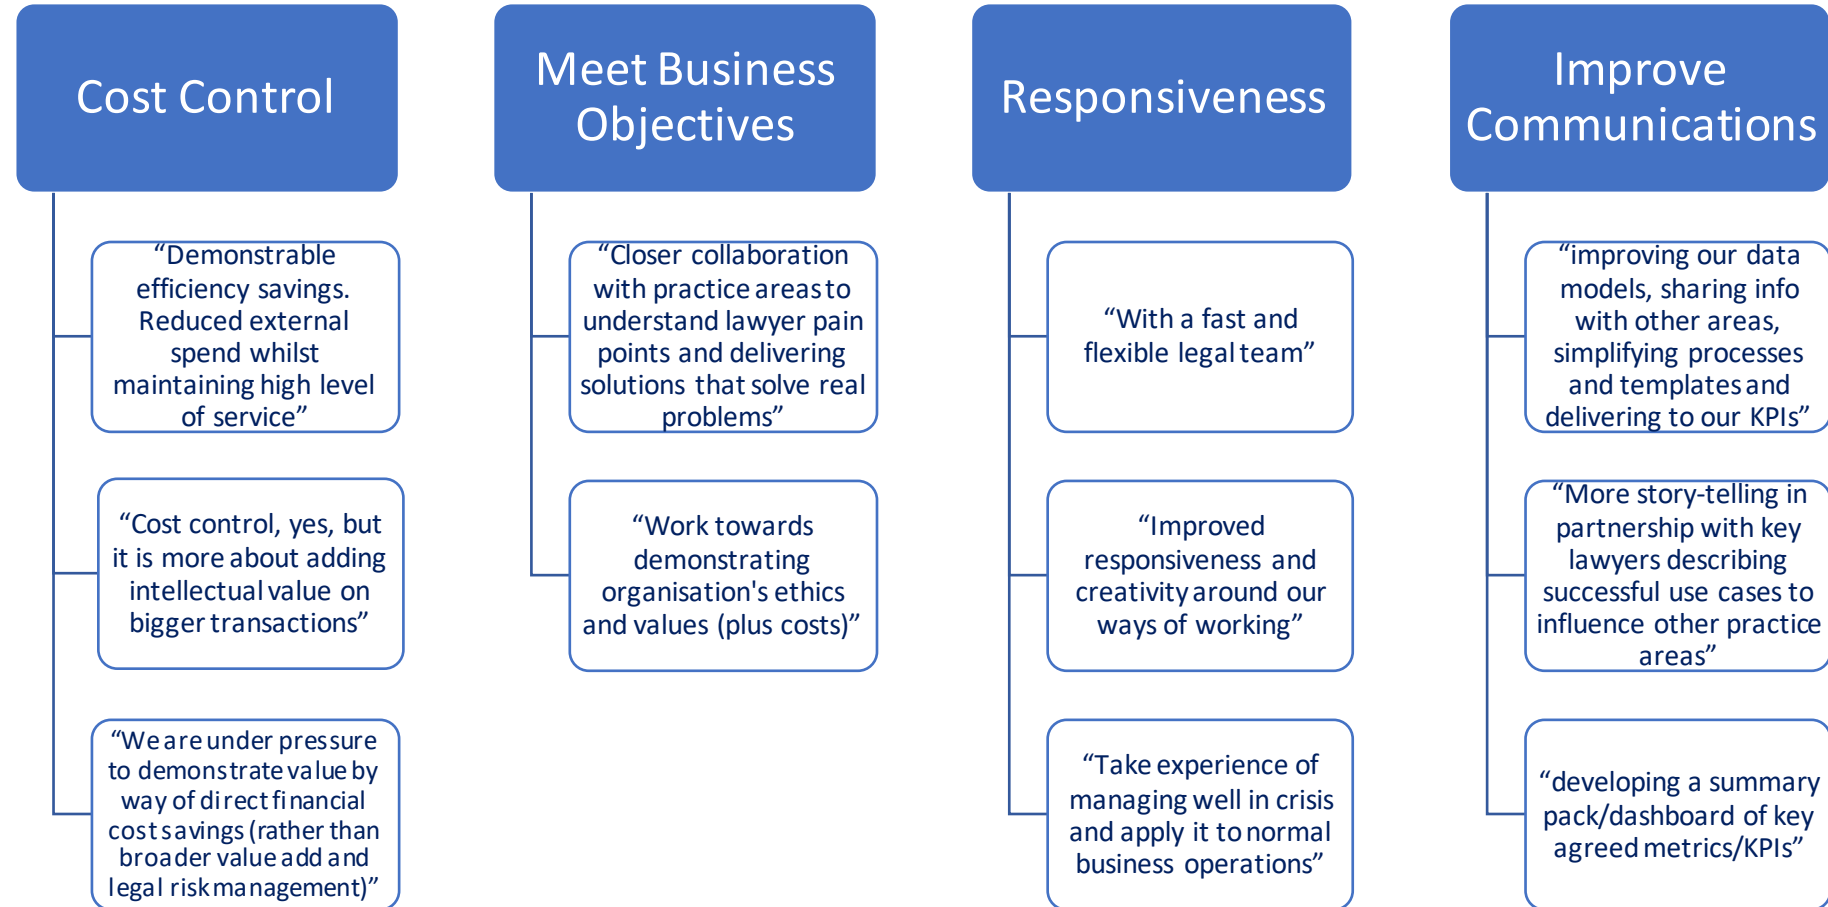 Cost Control
“Demonstrable
efficiency savings.
Reduced external
spend whilst
maintaining high level
of service”
“Cost control, yes, but
it is more about adding
intellectual value on
bigger transactions”
“We are under pressure
to demonstrate value by
way of direct financial
cost savings (rather than
broader value add and
legal risk management)”
Meet Business
Objectives
“Closer collaboration
with practice areas to
understand lawyer pain
points and delivering
solutions that solve real
problems”
“Work towards
demonstrating
organisation's ethics
and values (plus costs)”
Responsiveness
“With a fast and
flexible legal team”
“Improved
responsiveness and
creativity around our
ways of working”
“Take experience of
managing well in crisis
and apply it to normal
business operations”
Improve
Communications
“improving our data
models, sharing info
with other areas,
simplifying processes
and templates and
delivering to our KPIs”
“More story-telling in
partnership with key
lawyers describing
successful use cases to
influence other practice
areas”
“developing a summary
pack/dashboard of key
agreed metrics/KPIs”